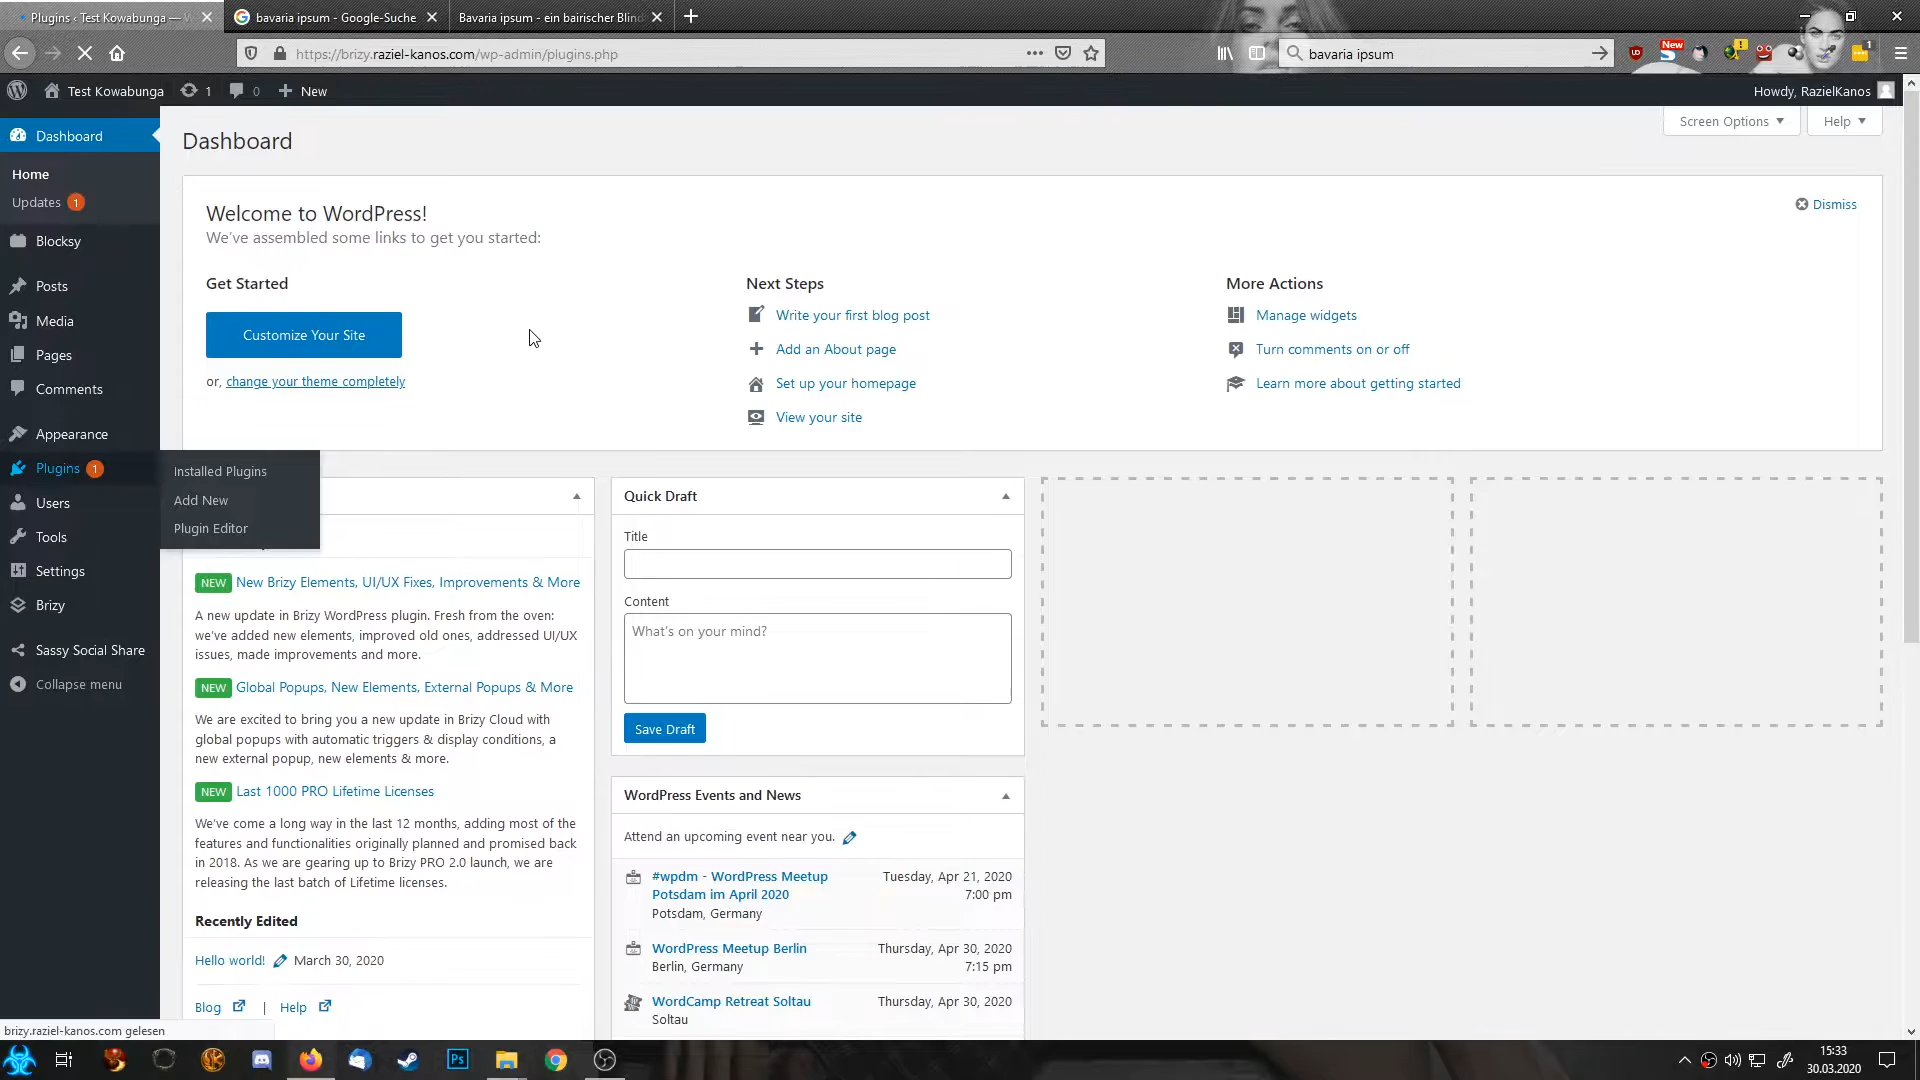 Plugins ‹ Test Kowabunga — W
bavaria ipsum - Google-Suche
Bavaria ipsum - ein bairischer Blind
https://brizy.raziel-kanos.com/wp-admin/plugins.php
bavaria ipsum
New
1
Test Kowabunga
1
0
New
Howdy, RazielKanos
Dashboard
Home
Updates 1
Blocksy
Posts
Media
Pages
Comments
Appearance
Plugins 1
Users
Tools
Settings
Brizy
Sassy Social Share
Collapse menu
Installed Plugins
Add New
Plugin Editor
Dashboard
Screen Options
Help
Welcome to WordPress!
We've assembled some links to get you started:
Dismiss
Get Started
Customize Your Site
or, change your theme completely
Next Steps
Write your first blog post
Add an About page
Set up your homepage
View your site
More Actions
Manage widgets
Turn comments on or off
Learn more about getting started
NEW New Brizy Elements, UI/UX Fixes, Improvements & More
A new update in Brizy WordPress plugin. Fresh from the oven:
we've added new elements, improved old ones, addressed UI/UX
issues, made improvements and more.
NEW Global Popups, New Elements, External Popups & More
We are excited to bring you a new update in Brizy Cloud with
global popups with automatic triggers & display conditions, a
new external popup, new elements & more.
NEW Last 1000 PRO Lifetime Licenses
We've come a long way in the last 12 months, adding most of the
features and functionalities originally planned and promised back
in 2018. As we are gearing up to Brizy PRO 2.0 launch, we are
releasing the last batch of Lifetime licenses.
Recently Edited
Hello world! March 30, 2020
Blog | Help
Quick Draft
Title
Content
What's on your mind?
Save Draft
WordPress Events and News
Attend an upcoming event near you.
#wpdm - WordPress Meetup Tuesday, Apr 21, 2020
Potsdam im April 2020 7:00 pm
Potsdam, Germany
WordPress Meetup Berlin Thursday, Apr 30, 2020
Berlin, Germany 7:15 pm
WordCamp Retreat Soltau Thursday, Apr 30, 2020
Soltau
brizy.raziel-kanos.com gelesen
Ps
15:33
30.03.2020